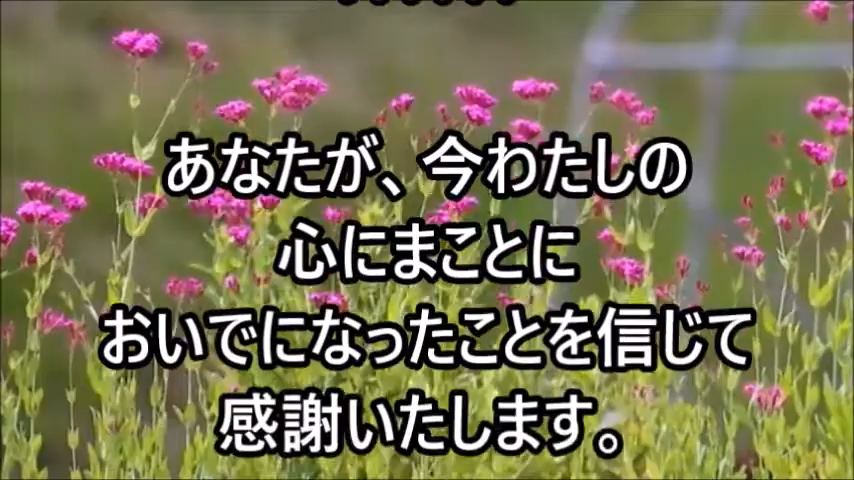 あなたが、今わたしの
心にまことに
おいでになったことを信じて
感謝いたします。